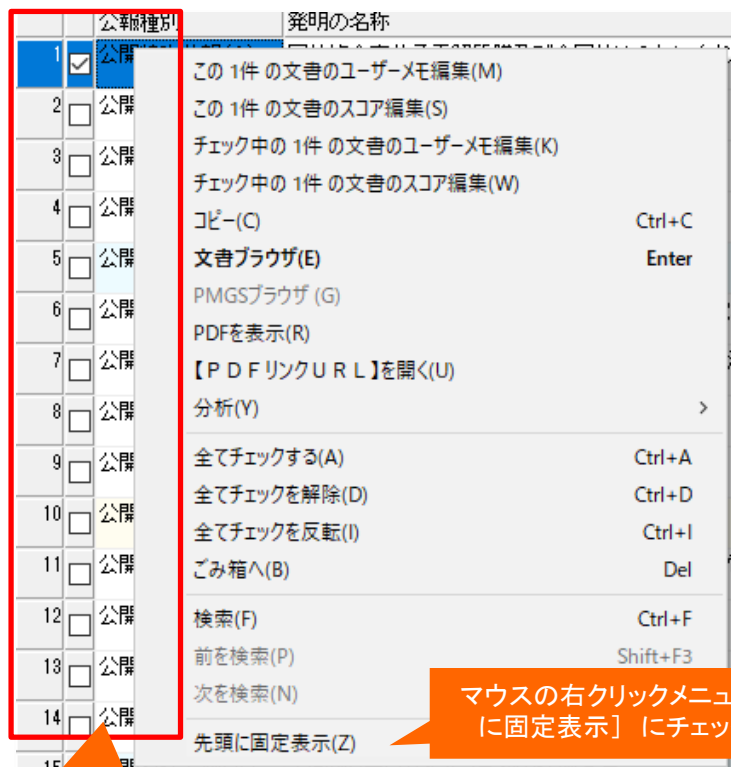 公報種別 発明の名称
1 公開
この 1件 の文書のユーザーメモ編集(M)
2 公開 この 1件 の文書のスコア編集(S)
3 公開 チェック中の 1件 の文書のユーザーメモ編集(K)
チェック中の 1件 の文書のスコア編集(W)
4 公開 コピー(C) Ctrl+C
5 公開 文書ブラウザ(E) Enter
6 公開 PMGSブラウザ (G)
PDFを表示(R)
7 公開 【ＰＤＦリンクＵＲＬ】を開く(U)
8 公開 分析(Y) >
9 公開 全てチェックする(A) Ctrl+A
10 公開 全てチェックを解除(D) Ctrl+D
全てチェックを反転(I) Ctrl+I
11 公開 ごみ箱へ(B) Del
12 公開 検索(F) Ctrl+F
13 公開 前を検索(P) Shift+F3
次を検索(N)
14 公開
先頭に固定表示(Z)
15
マウスの右クリックメニュ
に固定表示］ にチェッ